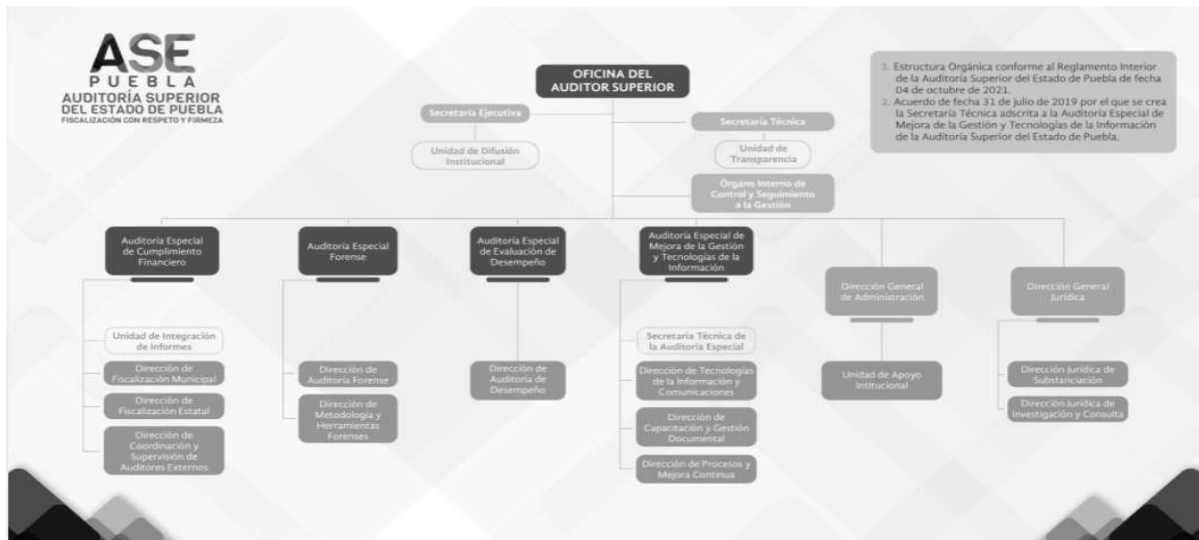 ASE
PUEBLA
AUDITORÍA SUPERIOR
DEL ESTADO DE PUEBLA
FISCALIZACIÓN CON RESPETO Y FIRMEZA
1. Estructura Orgánica conforme al Reglamento Interior
de la Auditoría Superior del Estado de Puebla de fecha
04 de octubre de 2021.
2. Acuerdo de fecha 31 de julio de 2019 por el que se crea
la Secretaría Técnica adscrita a la Auditoría Especial de
Mejora de la Gestión y Tecnologías de la Información
de la Auditoría Superior del Estado de Puebla.
OFICINA DEL
AUDITOR SUPERIOR
Secretaría Ejecutiva
Unidad de Difusión
Institucional
Secretaría Técnica
Unidad de
Transparencia
Órgano Interno de
Control y Seguimiento
a la Gestión
Auditoría Especial
de Cumplimiento
Financiero
Unidad de Integración
de Informes
Dirección de
Fiscalización Municipal
Dirección de
Fiscalización Estatal
Dirección de
Coordinación y
Supervisión de
Auditores Externos
Auditoría Especial
Forense
Dirección de
Auditoría Forense
Dirección de
Metodología y
Herramientas
Forenses
Auditoría Especial
de Evaluación de
Desempeño
Dirección de
Auditoría de
Desempeño
Auditoría Especial de
Mejora de la Gestión
y Tecnologías de la
Información
Secretaría Técnica de
la Auditoría Especial
Dirección de Tecnologías
de la Información y
Comunicaciones
Dirección de
Capacitación y Gestión
Documental
Dirección de Procesos y
Mejora Continua
Dirección General
de Administración
Unidad de Apoyo
Intitucional
Dirección General
Jurídica
Dirección Jurídica de
Substanciación
Dirección Jurídica de
Investigación y Consulta